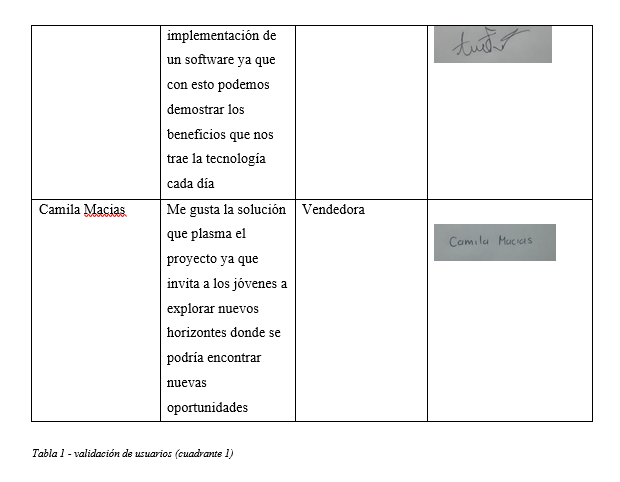 implementación de
un software ya que
con esto podemos
demostrar los
beneficios que nos
trae la tecnología
cada día
Camila Macias
Me gusta la solución
que plasma el
proyecto ya que
invita a los jóvenes a
explorar nuevos
horizontes donde se
podría encontrar
nuevas
oportunidades
Vendedora
Camila Macias
Tabla 1 - validación de usuarios (cuadrante 1)